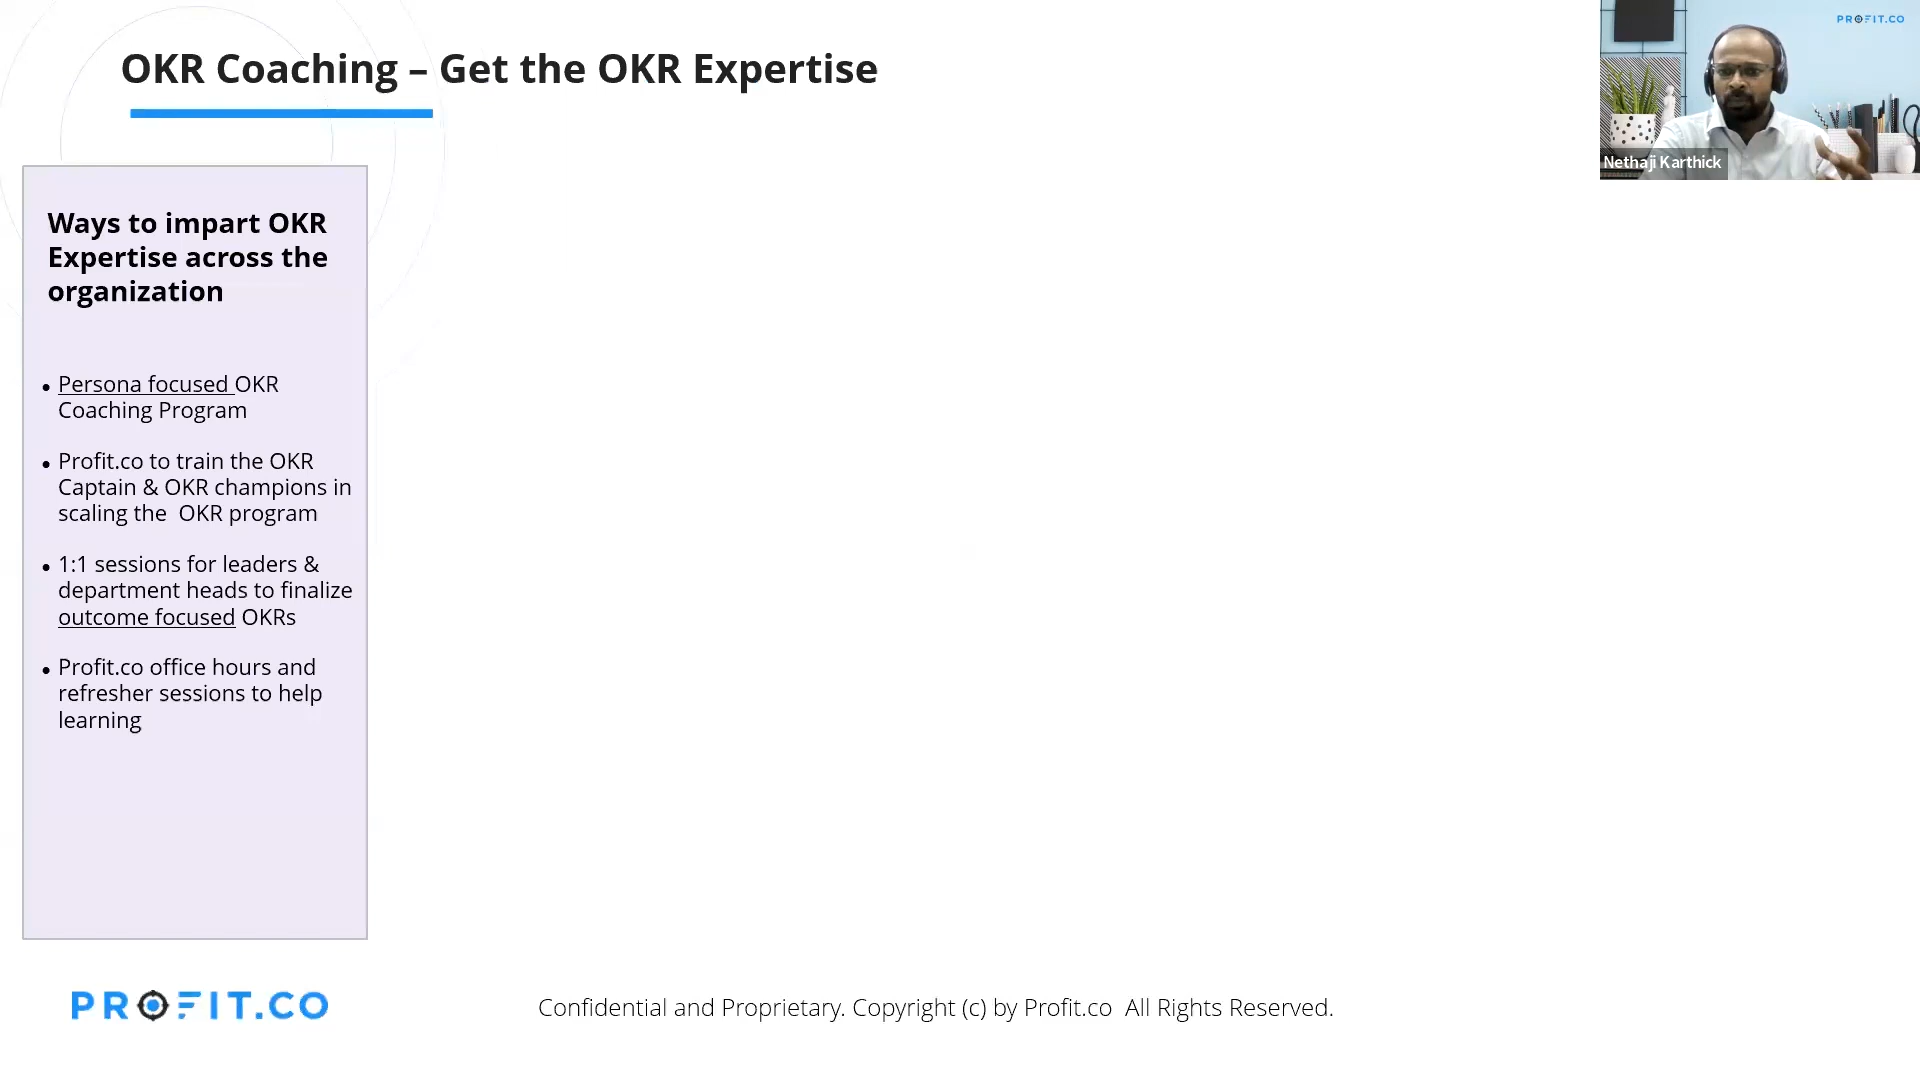 OKR Coaching – Get the OKR Expertise
PROFIT.CO
Nethaji Karthick
Ways to impart OKR
Expertise across the
organization
• Persona focused OKR
Coaching Program
• Profit.co to train the OKR
Captain & OKR champions in
scaling the  OKR program
• 1:1 sessions for leaders &
department heads to finalize
outcome focused OKRs
• Profit.co office hours and
refresher sessions to help
learning
PROFIT.CO
Confidential and Proprietary. Copyright (c) by Profit.co  All Rights Reserved.